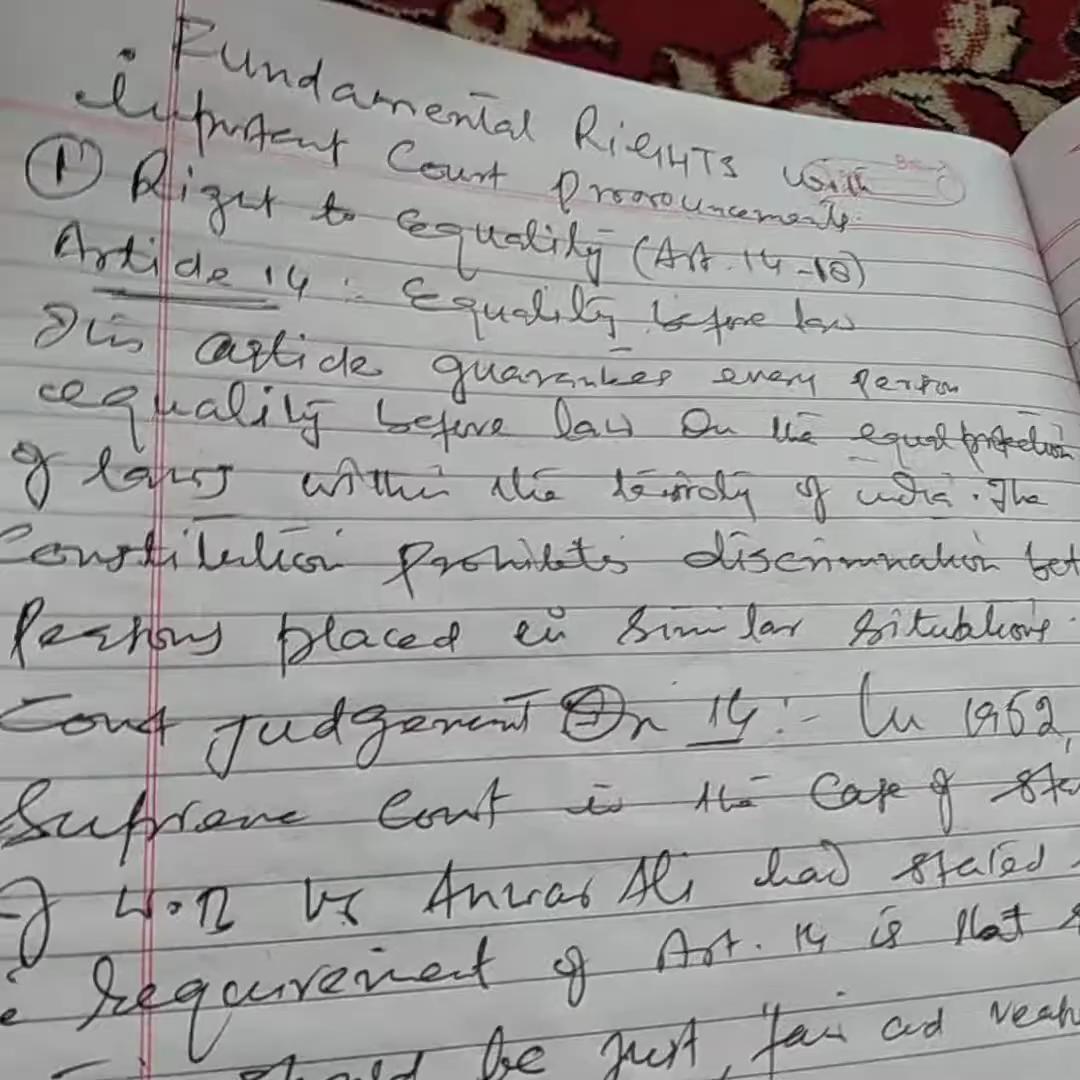 Fundamental RigHTS with
important Court Pronouncements.
① Right to equality (Art. 14-18)
Article 14 : Equality before law
This article guarantees every person
equality before law On the equal protection
of laws within the territory of india. The
Constitution Prohibits discrimination bet
Persons placed in similar situations.
Court judgement On 14 :- In 1952,
Supreme Court in the Case of Sta
of W.B Vs Anwar Ali had stated
requirement of Art. 14 is that
should be just, fair and reas